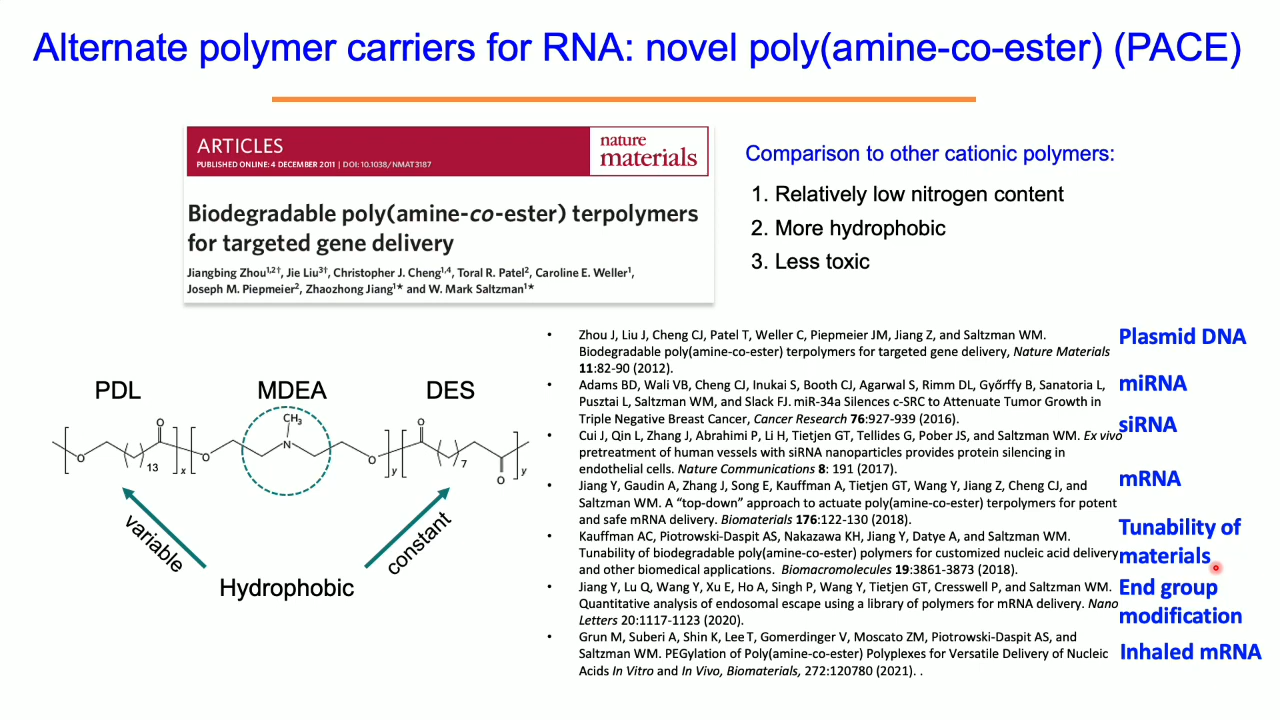 Alternate polymer carriers for RNA: novel poly(amine-co-ester) (PACE)
ARTICLES
PUBLISHED ONLINE: 4 DECEMBER 2011 | DOI: 10.1038/NMAT3187
nature
materials
Biodegradable poly(amine-co-ester) terpolymers
for targeted gene delivery
Jiangbing Zhou1,2†, Jie Liu3†, Christopher J. Cheng1,4, Toral R. Patel2, Caroline E. Weller1,
Joseph M. Piepmeier2, Zhaozhong Jiang1★ and W. Mark Saltzman1★
Comparison to other cationic polymers:
1. Relatively low nitrogen content
2. More hydrophobic
3. Less toxic
PDL MDEA DES
CH3
O
O
N
O
O
O
O
13
x
y
7
y
variable
constant
Hydrophobic
• Zhou J, Liu J, Cheng CJ, Patel T, Weller C, Piepmeier JM, Jiang Z, and Saltzman WM.
Biodegradable poly(amine-co-ester) terpolymers for targeted gene delivery, Nature Materials
11:82-90 (2012).
Plasmid DNA
• Adams BD, Wali VB, Cheng CJ, Inukai S, Booth CJ, Agarwal S, Rimm DL, Győrffy B, Sanatoria L,
Pusztai L, Saltzman WM, and Slack FJ. miR-34a Silences c-SRC to Attenuate Tumor Growth in
Triple Negative Breast Cancer, Cancer Research 76:927-939 (2016).
miRNA
• Cui J, Qin L, Zhang J, Abrahimi P, Li H, Tietjen GT, Tellides G, Pober JS, and Saltzman WM. Ex vivo
pretreatment of human vessels with siRNA nanoparticles provides protein silencing in
endothelial cells. Nature Communications 8: 191 (2017).
siRNA
• Jiang Y, Gaudin A, Zhang J, Song E, Kauffman A, Tietjen GT, Wang Y, Jiang Z, Cheng CJ, and
Saltzman WM. A “top-down” approach to actuate poly(amine-co-ester) terpolymers for potent
and safe mRNA delivery. Biomaterials 176:122-130 (2018).
mRNA
• Kauffman AC, Piotrowski-Daspit AS, Nakazawa KH, Jiang Y, Datye A, and Saltzman WM.
Tunability of biodegradable poly(amine-co-ester) polymers for customized nucleic acid delivery
and other biomedical applications. Biomacromolecules 19:3861-3873 (2018).
Tunability of
materials
• Jiang Y, Lu Q, Wang Y, Xu E, Ho A, Singh P, Wang Y, Tietjen GT, Cresswell P, and Saltzman WM.
Quantitative analysis of endosomal escape using a library of polymers for mRNA delivery. Nano
Letters 20:1117-1123 (2020).
End group
modification
• Grun M, Suberi A, Shin K, Lee T, Gomerdinger V, Moscato ZM, Piotrowski-Daspit AS, and
Saltzman WM. PEGylation of Poly(amine-co-ester) Polyplexes for Versatile Delivery of Nucleic
Acids In Vitro and In Vivo, Biomaterials, 272:120780 (2021). .
Inhaled mRNA